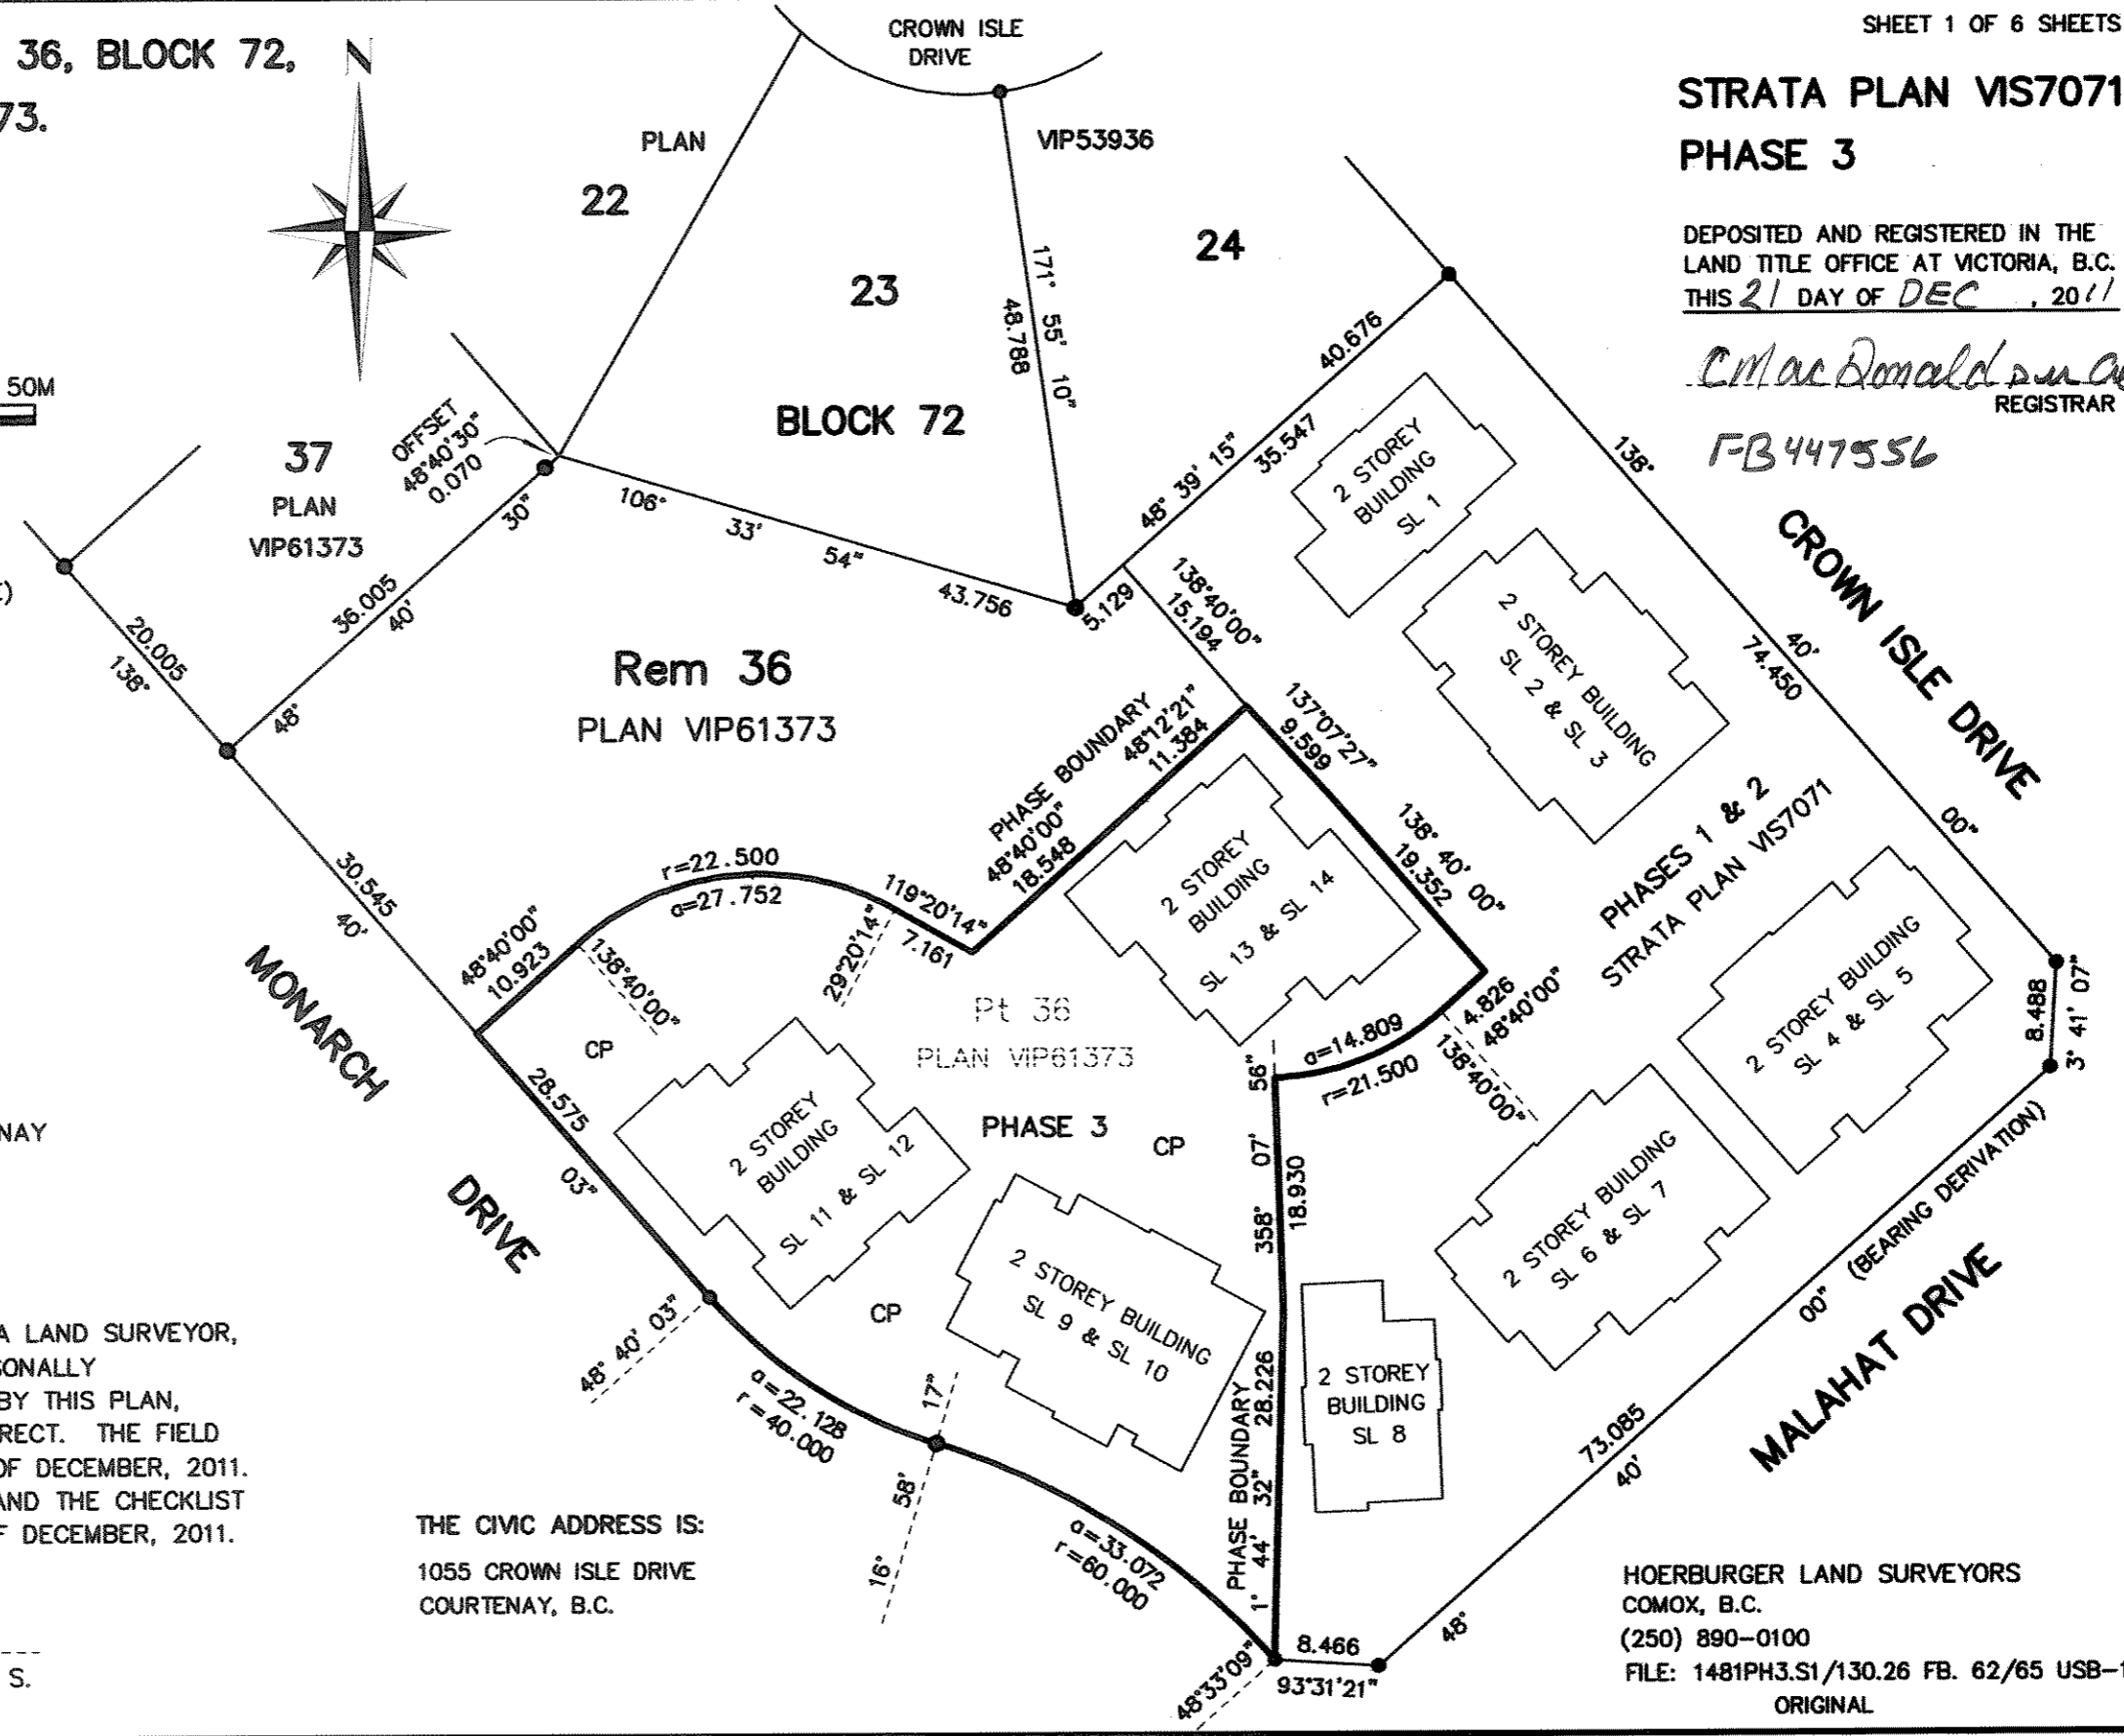 36, BLOCK 72,
73.
N
50M
CROWN ISLE
DRIVE
SHEET 1 OF 6 SHEETS
STRATA PLAN VIS7071
PHASE 3
DEPOSITED AND REGISTERED IN THE
LAND TITLE OFFICE AT VICTORIA, B.C.
THIS 21 DAY OF DEC , 2011
CMacDonald
REGISTRAR
FB447556
PLAN
VIP53936
22
23
24
BLOCK 72
171° 55' 10"
48.788
40.676
48° 39' 15"
35.547
5.129
OFFSET
48°40'30"
0.070
37
PLAN
VIP61373
106° 33' 54"
43.756
36.005
48° 40' 30"
20.005
138°
30.545
40'
28.575
03"
Rem 36
PLAN VIP61373
138°40'00"
15.194
137°07'27"
9.599
138° 40' 00"
19.352
PHASE BOUNDARY
48°12'21"
11.384
48°40'00"
18.548
r=22.500
a=27.752
119°20'14"
7.161
29°20'14"
48°40'00"
10.923
138°40'00"
2 STOREY
BUILDING
SL 1
2 STOREY BUILDING
SL 2 & SL 3
138° 40' 00"
74.450
CROWN ISLE DRIVE
PHASES 1 & 2
STRATA PLAN VIS7071
2 STOREY BUILDING
SL 4 & SL 5
8.488
3° 41' 07"
2 STOREY BUILDING
SL 6 & SL 7
2 STOREY
BUILDING
SL 13 & SL 14
4.826
48°40'00"
138°40'00"
a=14.809
r=21.500
Pt 36
PLAN VIP61373
PHASE 3
CP
CP
CP
2 STOREY
BUILDING
SL 11 & SL 12
2 STOREY BUILDING
SL 9 & SL 10
2 STOREY
BUILDING
SL 8
358° 07' 56"
18.930
PHASE BOUNDARY
28.226
1° 44' 32"
MONARCH
DRIVE
48° 40' 03"
a=22.128
r=40.000
16° 58' 17"
a=33.072
r=60.000
48°33'09"
8.466
93°31'21"
73.085
48° 40' 00" (BEARING DERIVATION)
MALAHAT DRIVE
NAY
A LAND SURVEYOR,
SONALLY
BY THIS PLAN,
RECT. THE FIELD
OF DECEMBER, 2011.
AND THE CHECKLIST
F DECEMBER, 2011.
S.
THE CIVIC ADDRESS IS:
1055 CROWN ISLE DRIVE
COURTENAY, B.C.
HOERBURGER LAND SURVEYORS
COMOX, B.C.
(250) 890-0100
FILE: 1481PH3.S1/130.26 FB. 62/65 USB-1
ORIGINAL